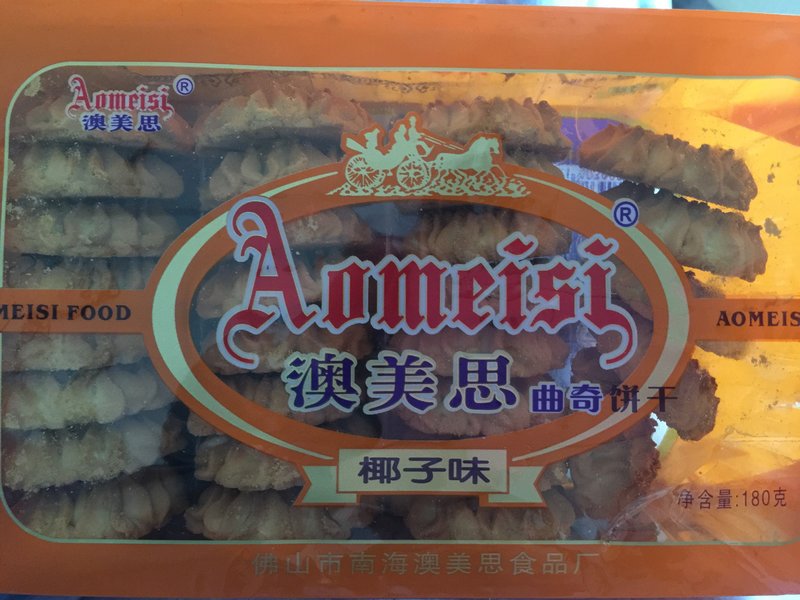 Aomeisi®
澳美思
Aomeisi®
MEISI FOOD
AOMEIS
澳美思 曲奇饼干
椰子味
净含量:180克
佛山市南海澳美思食品厂